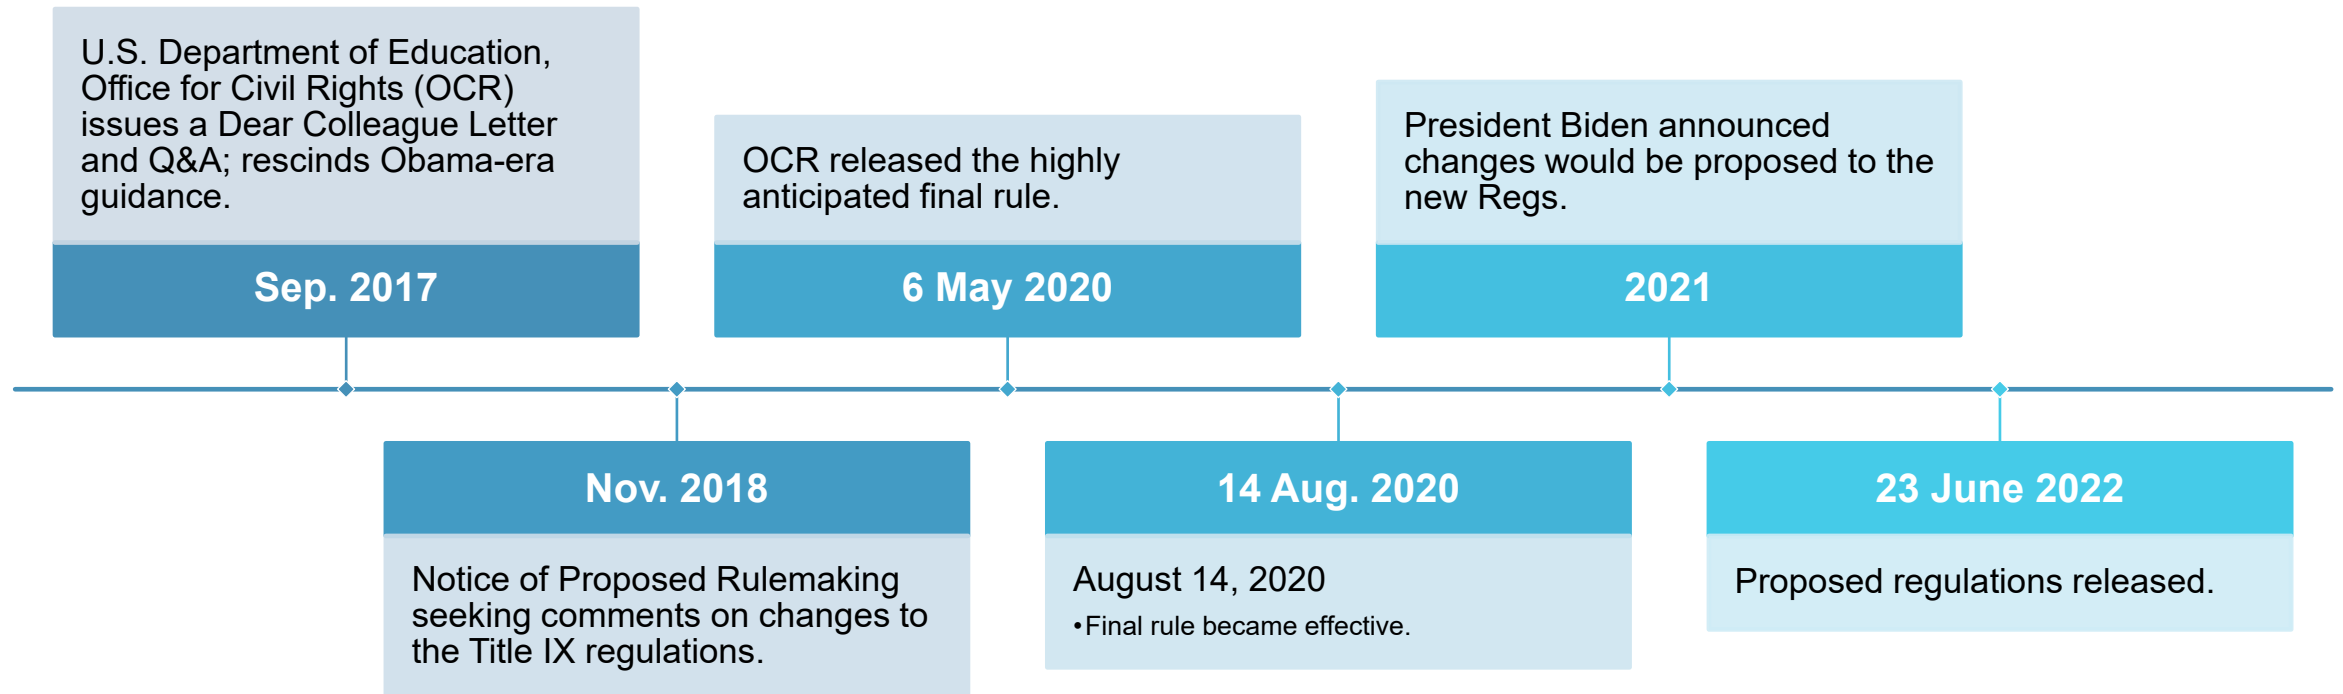 U.S. Department of Education,
Office for Civil Rights (OCR)
issues a Dear Colleague Letter
and Q&A; rescinds Obama-era
guidance.
Sep. 2017
Nov. 2018
Notice of Proposed Rulemaking
seeking comments on changes to
the Title IX regulations.
OCR released the highly
anticipated final rule.
6 May 2020
14 Aug. 2020
August 14, 2020
•Final rule became effective.
President Biden announced
changes would be proposed to the
new Regs.
2021
23 June 2022
Proposed regulations released.